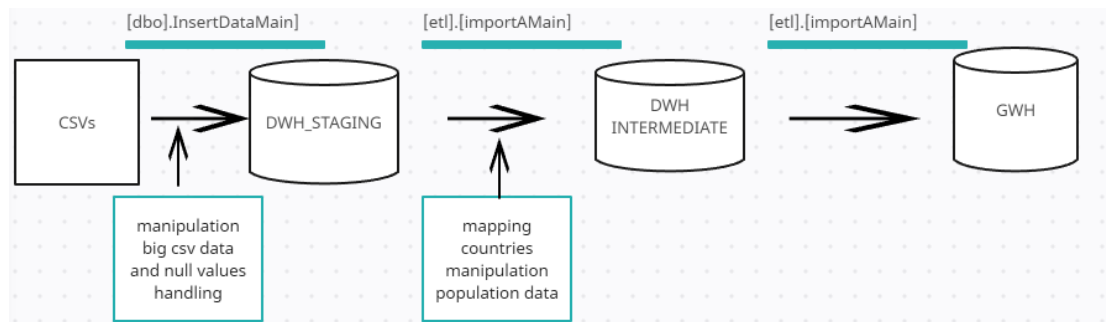 [dbo].InsertDataMain]
[etl].[importAMain]
[etl].[importAMain]
CSVs
DWH_STAGING
DWH
INTERMEDIATE
GWH
manipulation
big csv data
and null values
handling
mapping
countries
manipulation
population data